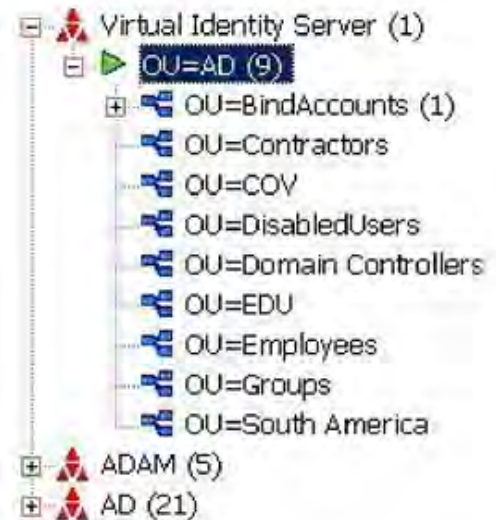 Virtual Identity Server (1)
OU=AD (9)
OU=BindAccounts (1)
OU=Contractors
OU=COV
OU=DisabledUsers
OU=Domain Controllers
OU=EDU
OU=Employees
OU=Groups
OU=South America
ADAM (5)
AD (21)